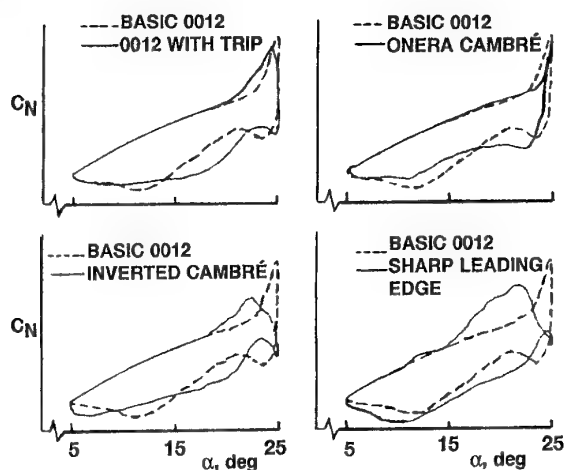 BASIC 0012
0012 WITH TRIP
BASIC 0012
ONERA CAMBRÉ
CN
BASIC 0012
INVERTED CAMBRÉ
BASIC 0012
SHARP LEADING
EDGE
CN
5 15 25
5 15 25
α, deg
α, deg